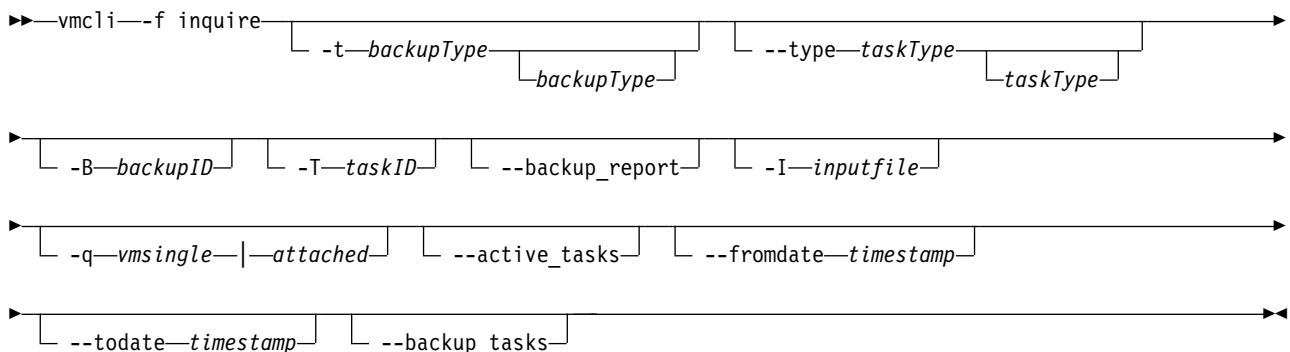 vmcli -f inquire
-t backupType --type taskType
backupType taskType
-B backupID -T taskID --backup_report -I inputfile
-q vmsingle | attached --active_tasks --fromdate timestamp
--todate timestamp --backup tasks